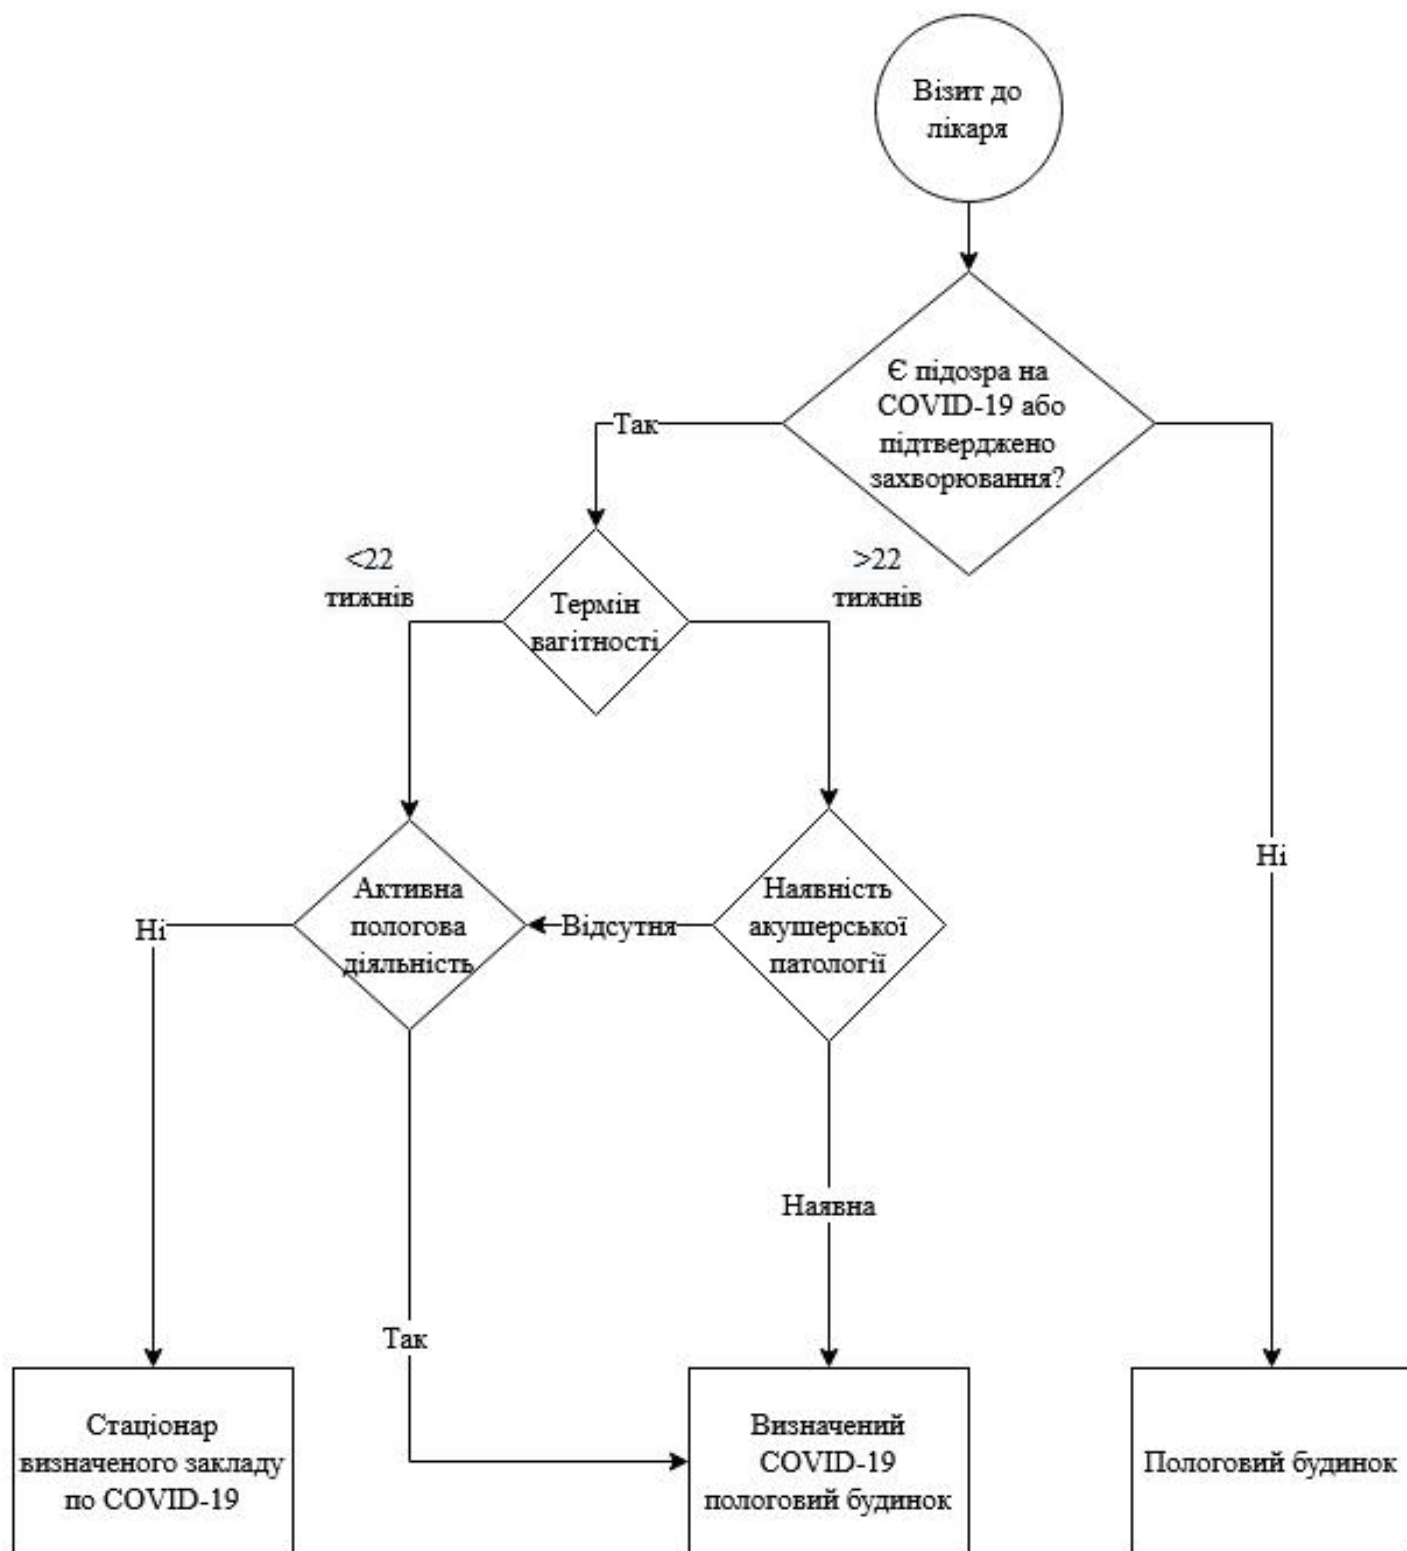 Візит до
лікаря
Є підозра на
COVID-19 або
підтверджено
захворювання?
Так
<22
тижнів
>22
тижнів
Термін
вагітності
Ні
Активна
пологова
діяльність
Відсутня
Наявність
акушерської
патології
Ні
Наявна
Так
Стаціонар
визначеного закладу
по COVID-19
Визначений
COVID-19
пологовий будинок
Пологовий будинок